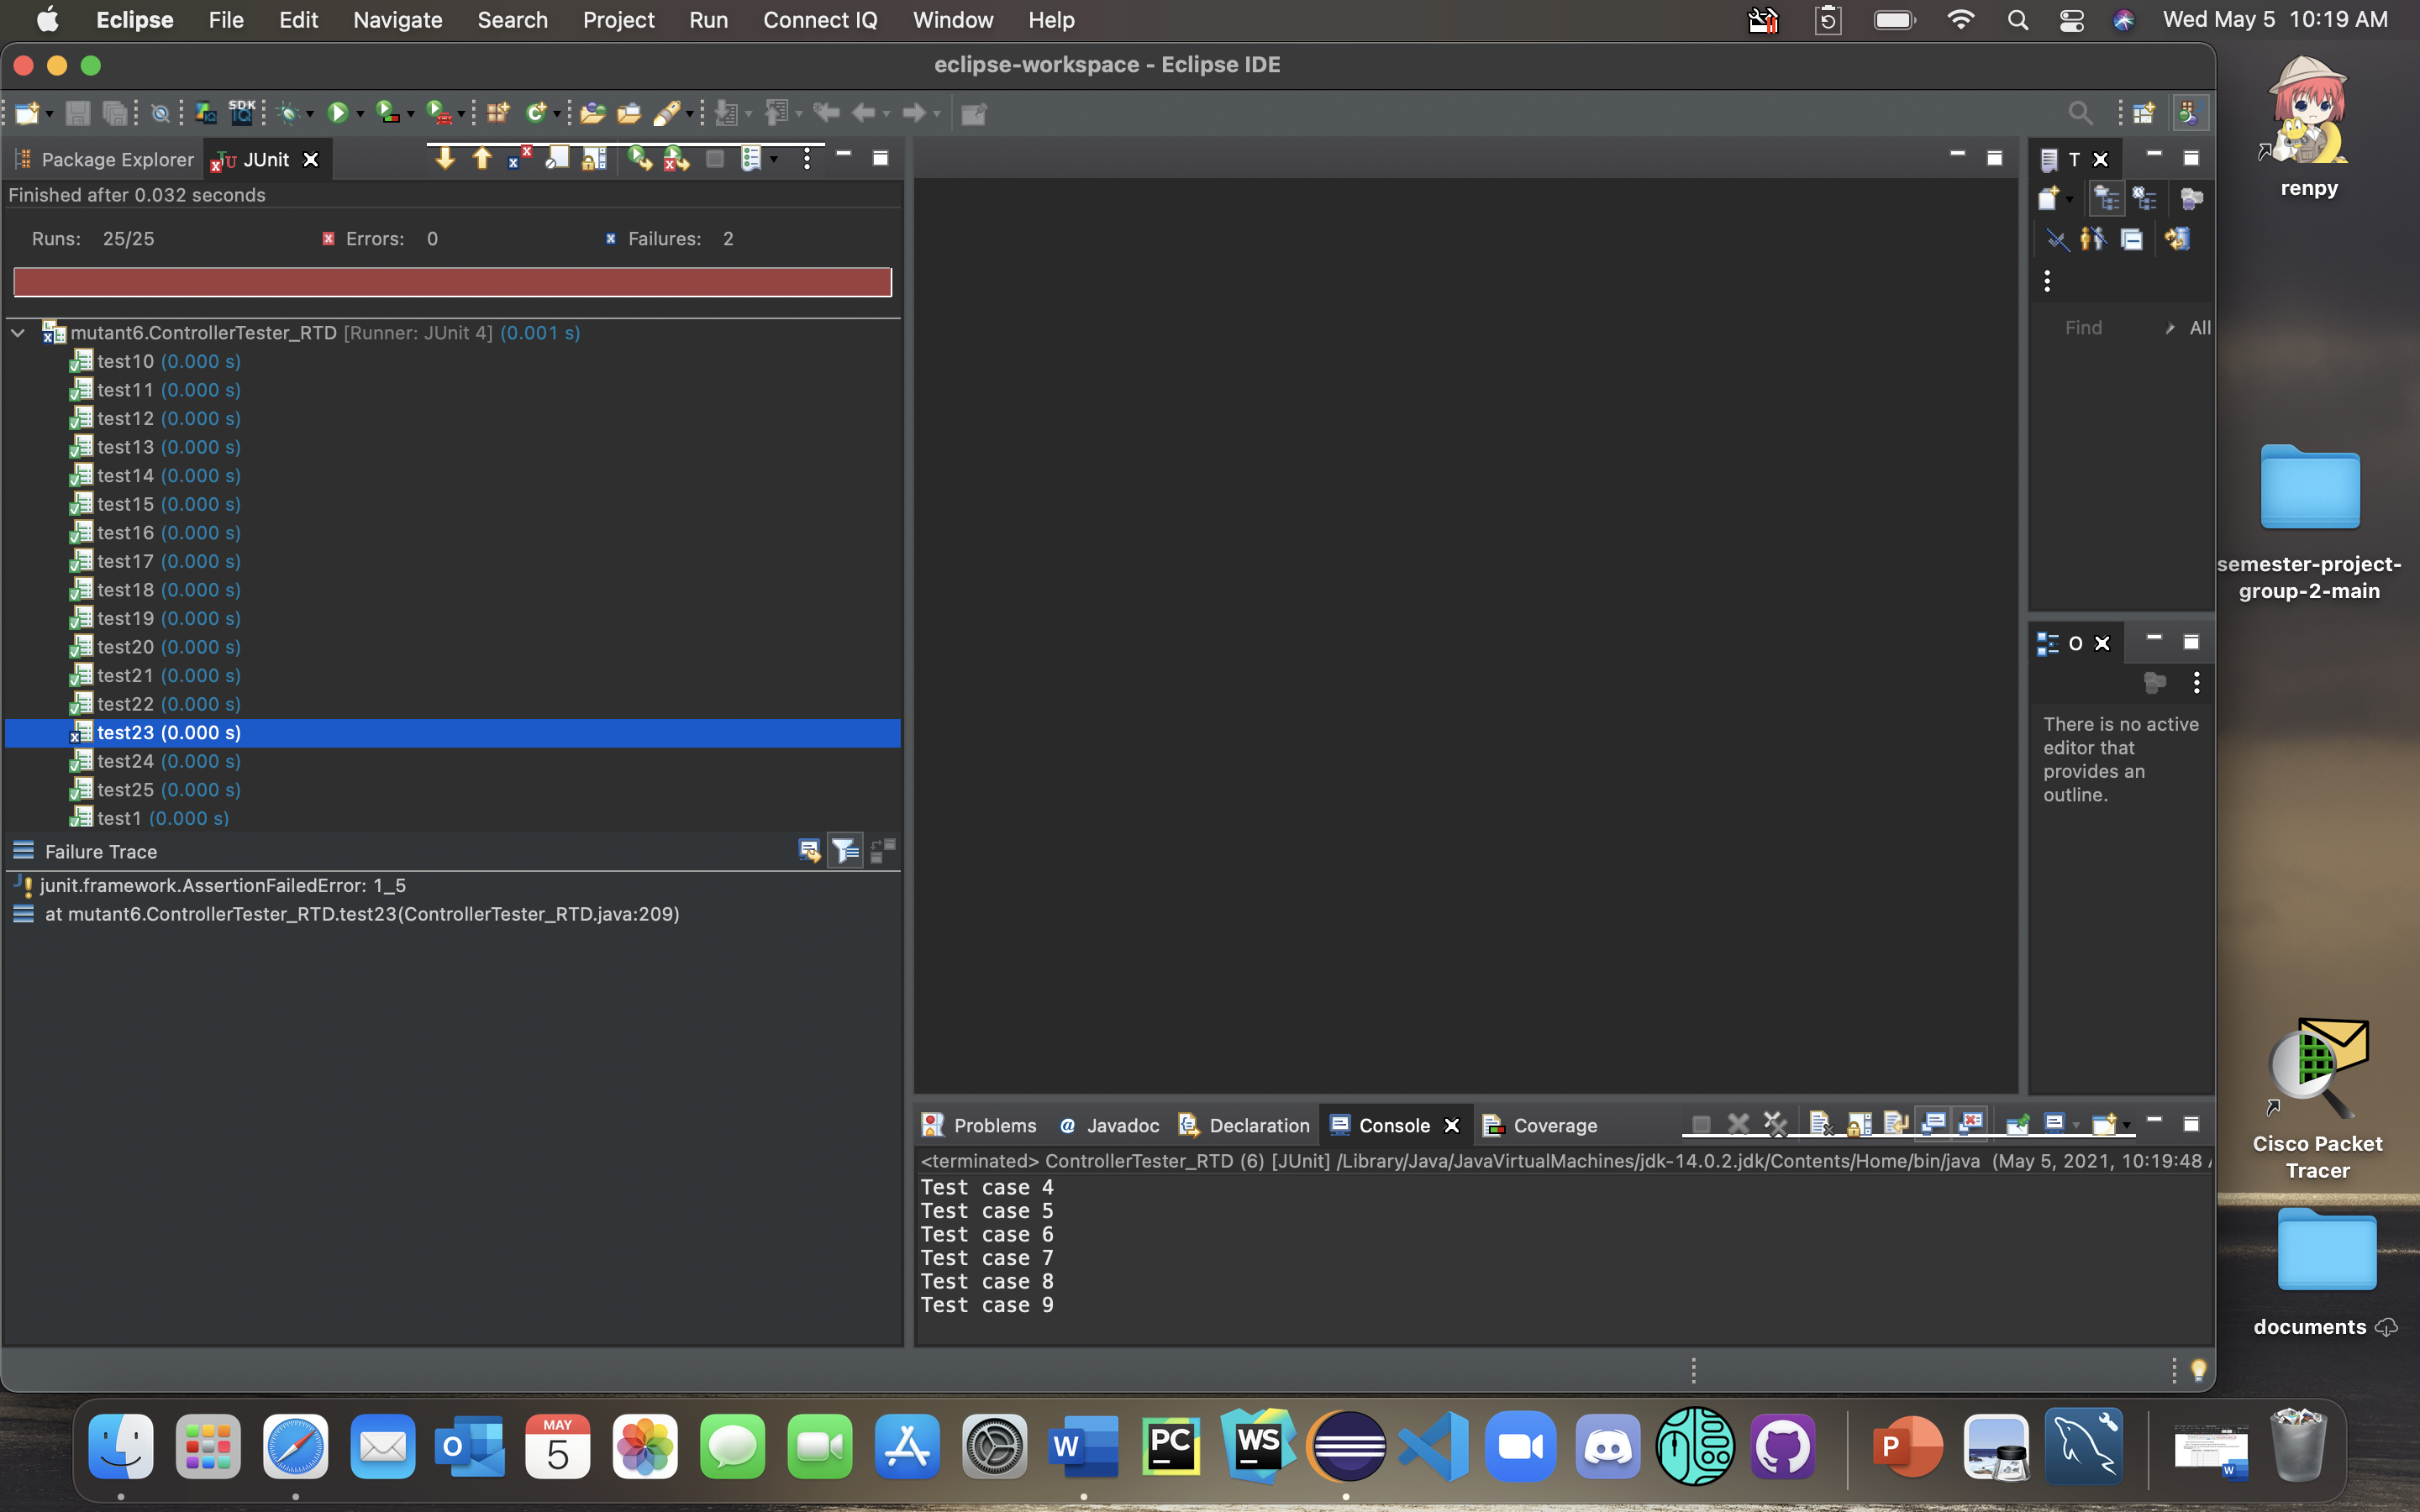 Eclipse File Edit Navigate Search Project Run Connect IQ Window Help Wed May 5 10:19 AM
eclipse-workspace - Eclipse IDE
SDK
IQ
Package Explorer JU JUnit
T
Finished after 0.032 seconds
Runs: 25/25 Errors: 0 Failures: 2
Find All
mutant6.ControllerTester_RTD [Runner: JUnit 4] (0.001 s)
test10 (0.000 s)
test11 (0.000 s)
test12 (0.000 s)
test13 (0.000 s)
test14 (0.000 s)
test15 (0.000 s)
test16 (0.000 s)
test17 (0.000 s)
test18 (0.000 s)
test19 (0.000 s)
test20 (0.000 s)
test21 (0.000 s)
test22 (0.000 s)
test23 (0.000 s)
test24 (0.000 s)
test25 (0.000 s)
test1 (0.000 s)
Failure Trace
junit.framework.AssertionFailedError: 1_5
at mutant6.ControllerTester_RTD.test23(ControllerTester_RTD.java:209)
O
There is no active
editor that
provides an
outline.
Problems @ Javadoc Declaration Console Coverage
<terminated> ControllerTester_RTD (6) [JUnit] /Library/Java/JavaVirtualMachines/jdk-14.0.2.jdk/Contents/Home/bin/java (May 5, 2021, 10:19:48
Test case 4
Test case 5
Test case 6
Test case 7
Test case 8
Test case 9
renpy
semester-project-
group-2-main
Cisco Packet
Tracer
documents
O
MAY
5
W
PC
WS
P
W